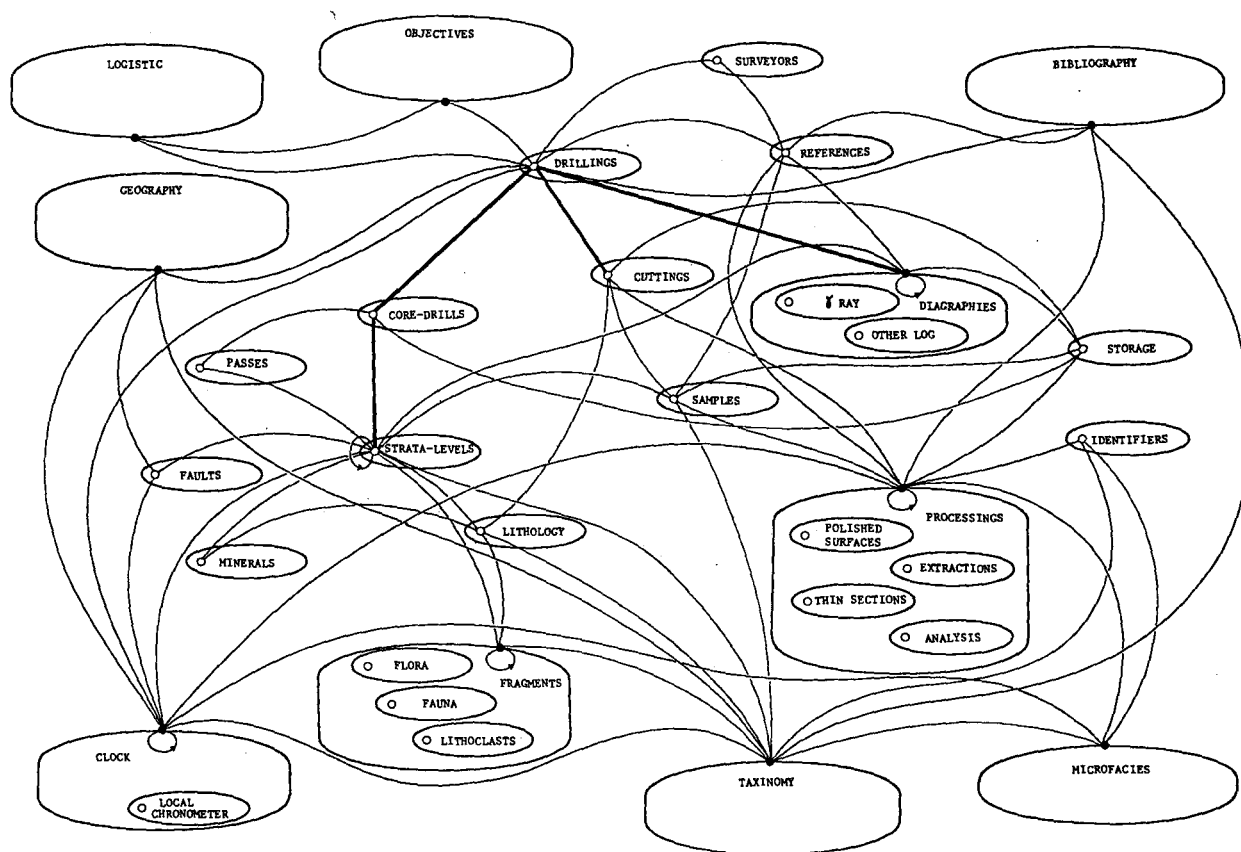 OBJECTIVES
LOGISTIC
SURVEYORS
BIBLIOGRAPHY
DRILLINGS
REFERENCES
GEOGRAPHY
CUTTINGS
ɣ RAY
DIAGRAPHIES
CORE-DRILLS
OTHER LOG
STORAGE
PASSES
SAMPLES
IDENTIFIERS
STRATA-LEVELS
FAULTS
PROCESSINGS
LITHOLOGY
POLISHED
SURFACES
MINERALS
EXTRACTIONS
THIN SECTIONS
ANALYSIS
FLORA
FRAGMENTS
FAUNA
LITHOCLASTS
CLOCK
MICROFACIES
TAXINOMY
LOCAL
CHRONOMETER